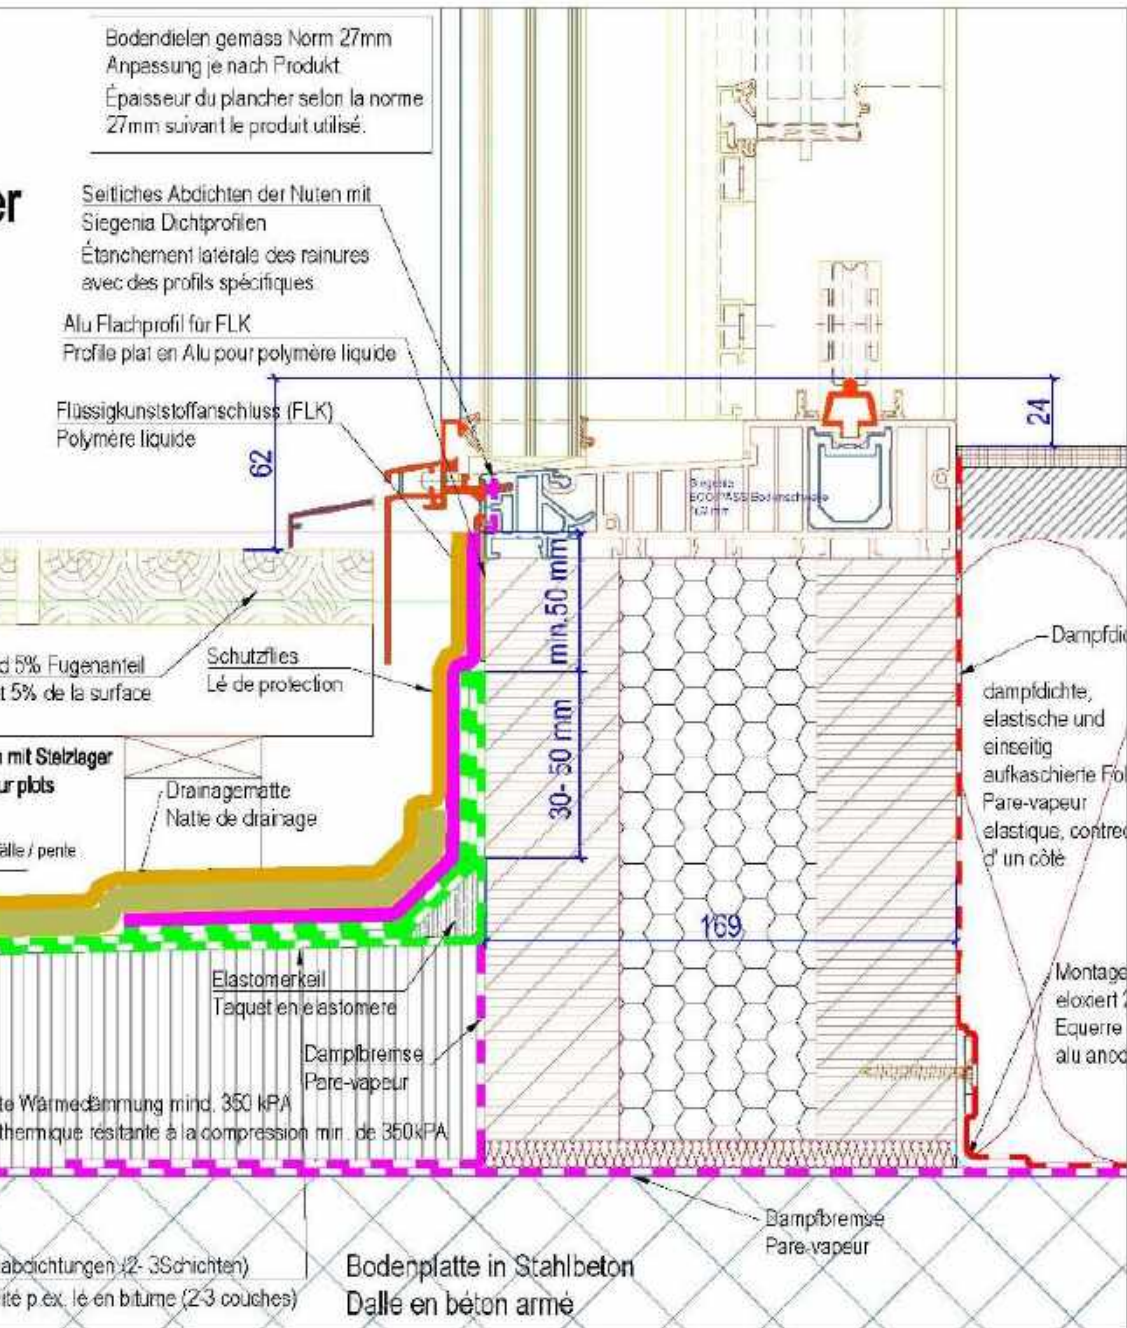 Bodendielen gemäss Norm 27mm
Anpassung je nach Produkt.
Épaisseur du plancher selon la norme
27mm suivant le produit utilisé.
er
Seitliches Abdichten der Nuten mit
Siegenia Dichtprofilen
Étanchement latérale des rainures
avec des profils spécifiques
Alu Flachprofil für FLK
Profile plat en Alu pour polymère liquide
Flüssigkunststoffanschluss (FLK)
Polymère liquide
62
24
Siegenia
ECO PASS Bodenschwelle
min.50 mm
d 5% Fugenanteil
t 5% de la surface
Schutzflies
Lé de protection
Dampfdic
dampfdichte,
elastische und
einseitig
aufkaschierte Fol
Pare-vapeur
elastique, contrec
d' un côté
30- 50 mm
n mit Stelzlager
ur plots
Drainagematte
Natte de drainage
älle / pente
169
Elastomerkeil
Taquet en elastomere
Montage
eloxiert 2
Equerre
alu anod
Dampfbremse
Pare-vapeur
te Wärmedämmung mind. 350 kPA
thermique résitante à la compression min. de 350kPA
Dampfbremse
Pare-vapeur
abdichtungen (2- 3Schichten)
ité p.ex. lé en bitume (2-3 couches)
Bodenplatte in Stahlbeton
Dalle en béton armé